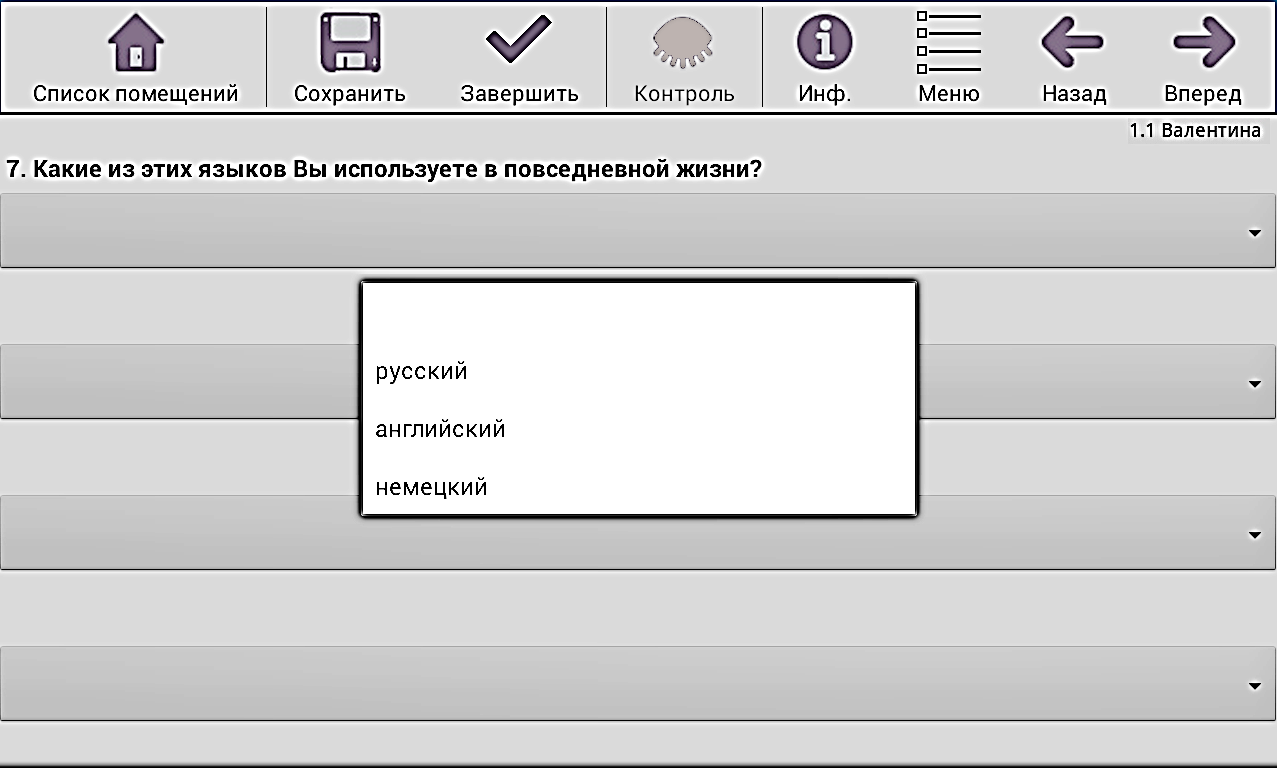 Список помещений
Сохранить
Завершить
Контроль
Инф.
Меню
Назад
Вперед
1.1 Валентина
7. Какие из этих языков Вы используете в повседневной жизни?
русский
английский
немецкий